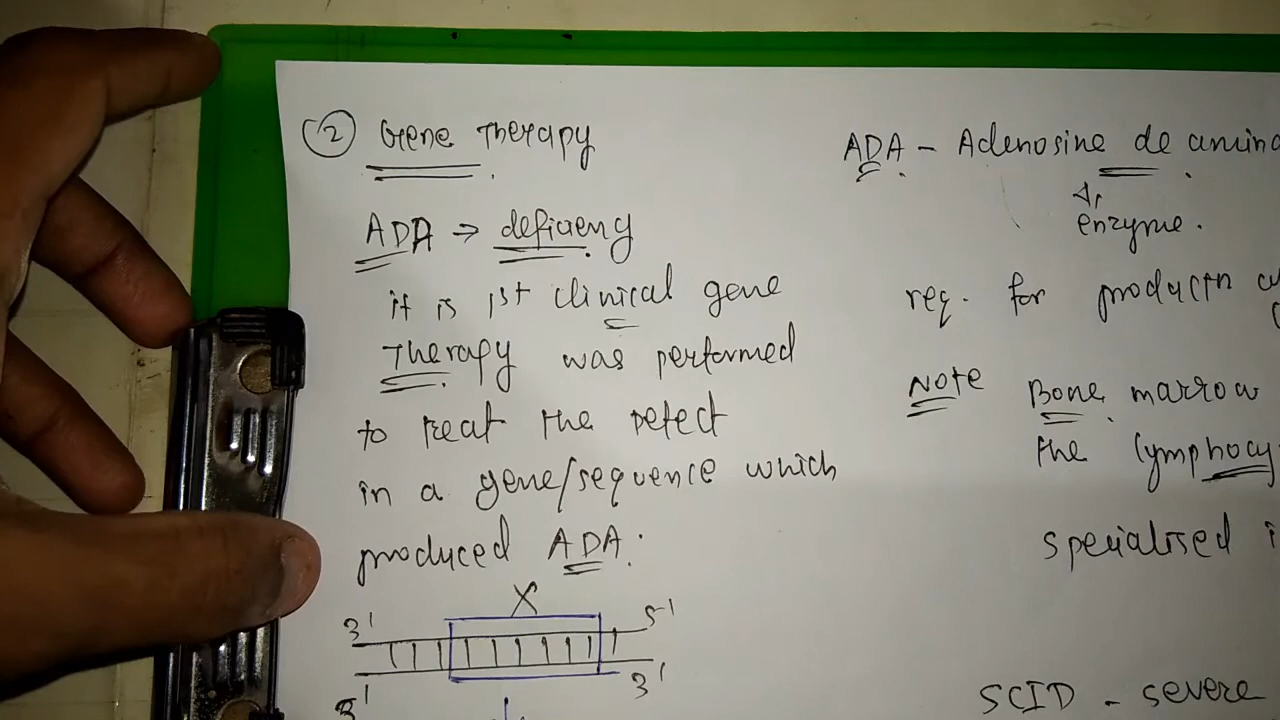 (2) Gene Therapy
ADA → deficiency
it is 1st clinical gene
Therapy was performed
to treat the defect
in a gene/sequence which
produced ADA.
X
3' 5'
3'
ADA - Adenosine de amina
enzyme.
req. for productn
Note Bone marrow
the lymphocy
specialised i
SCID - severe